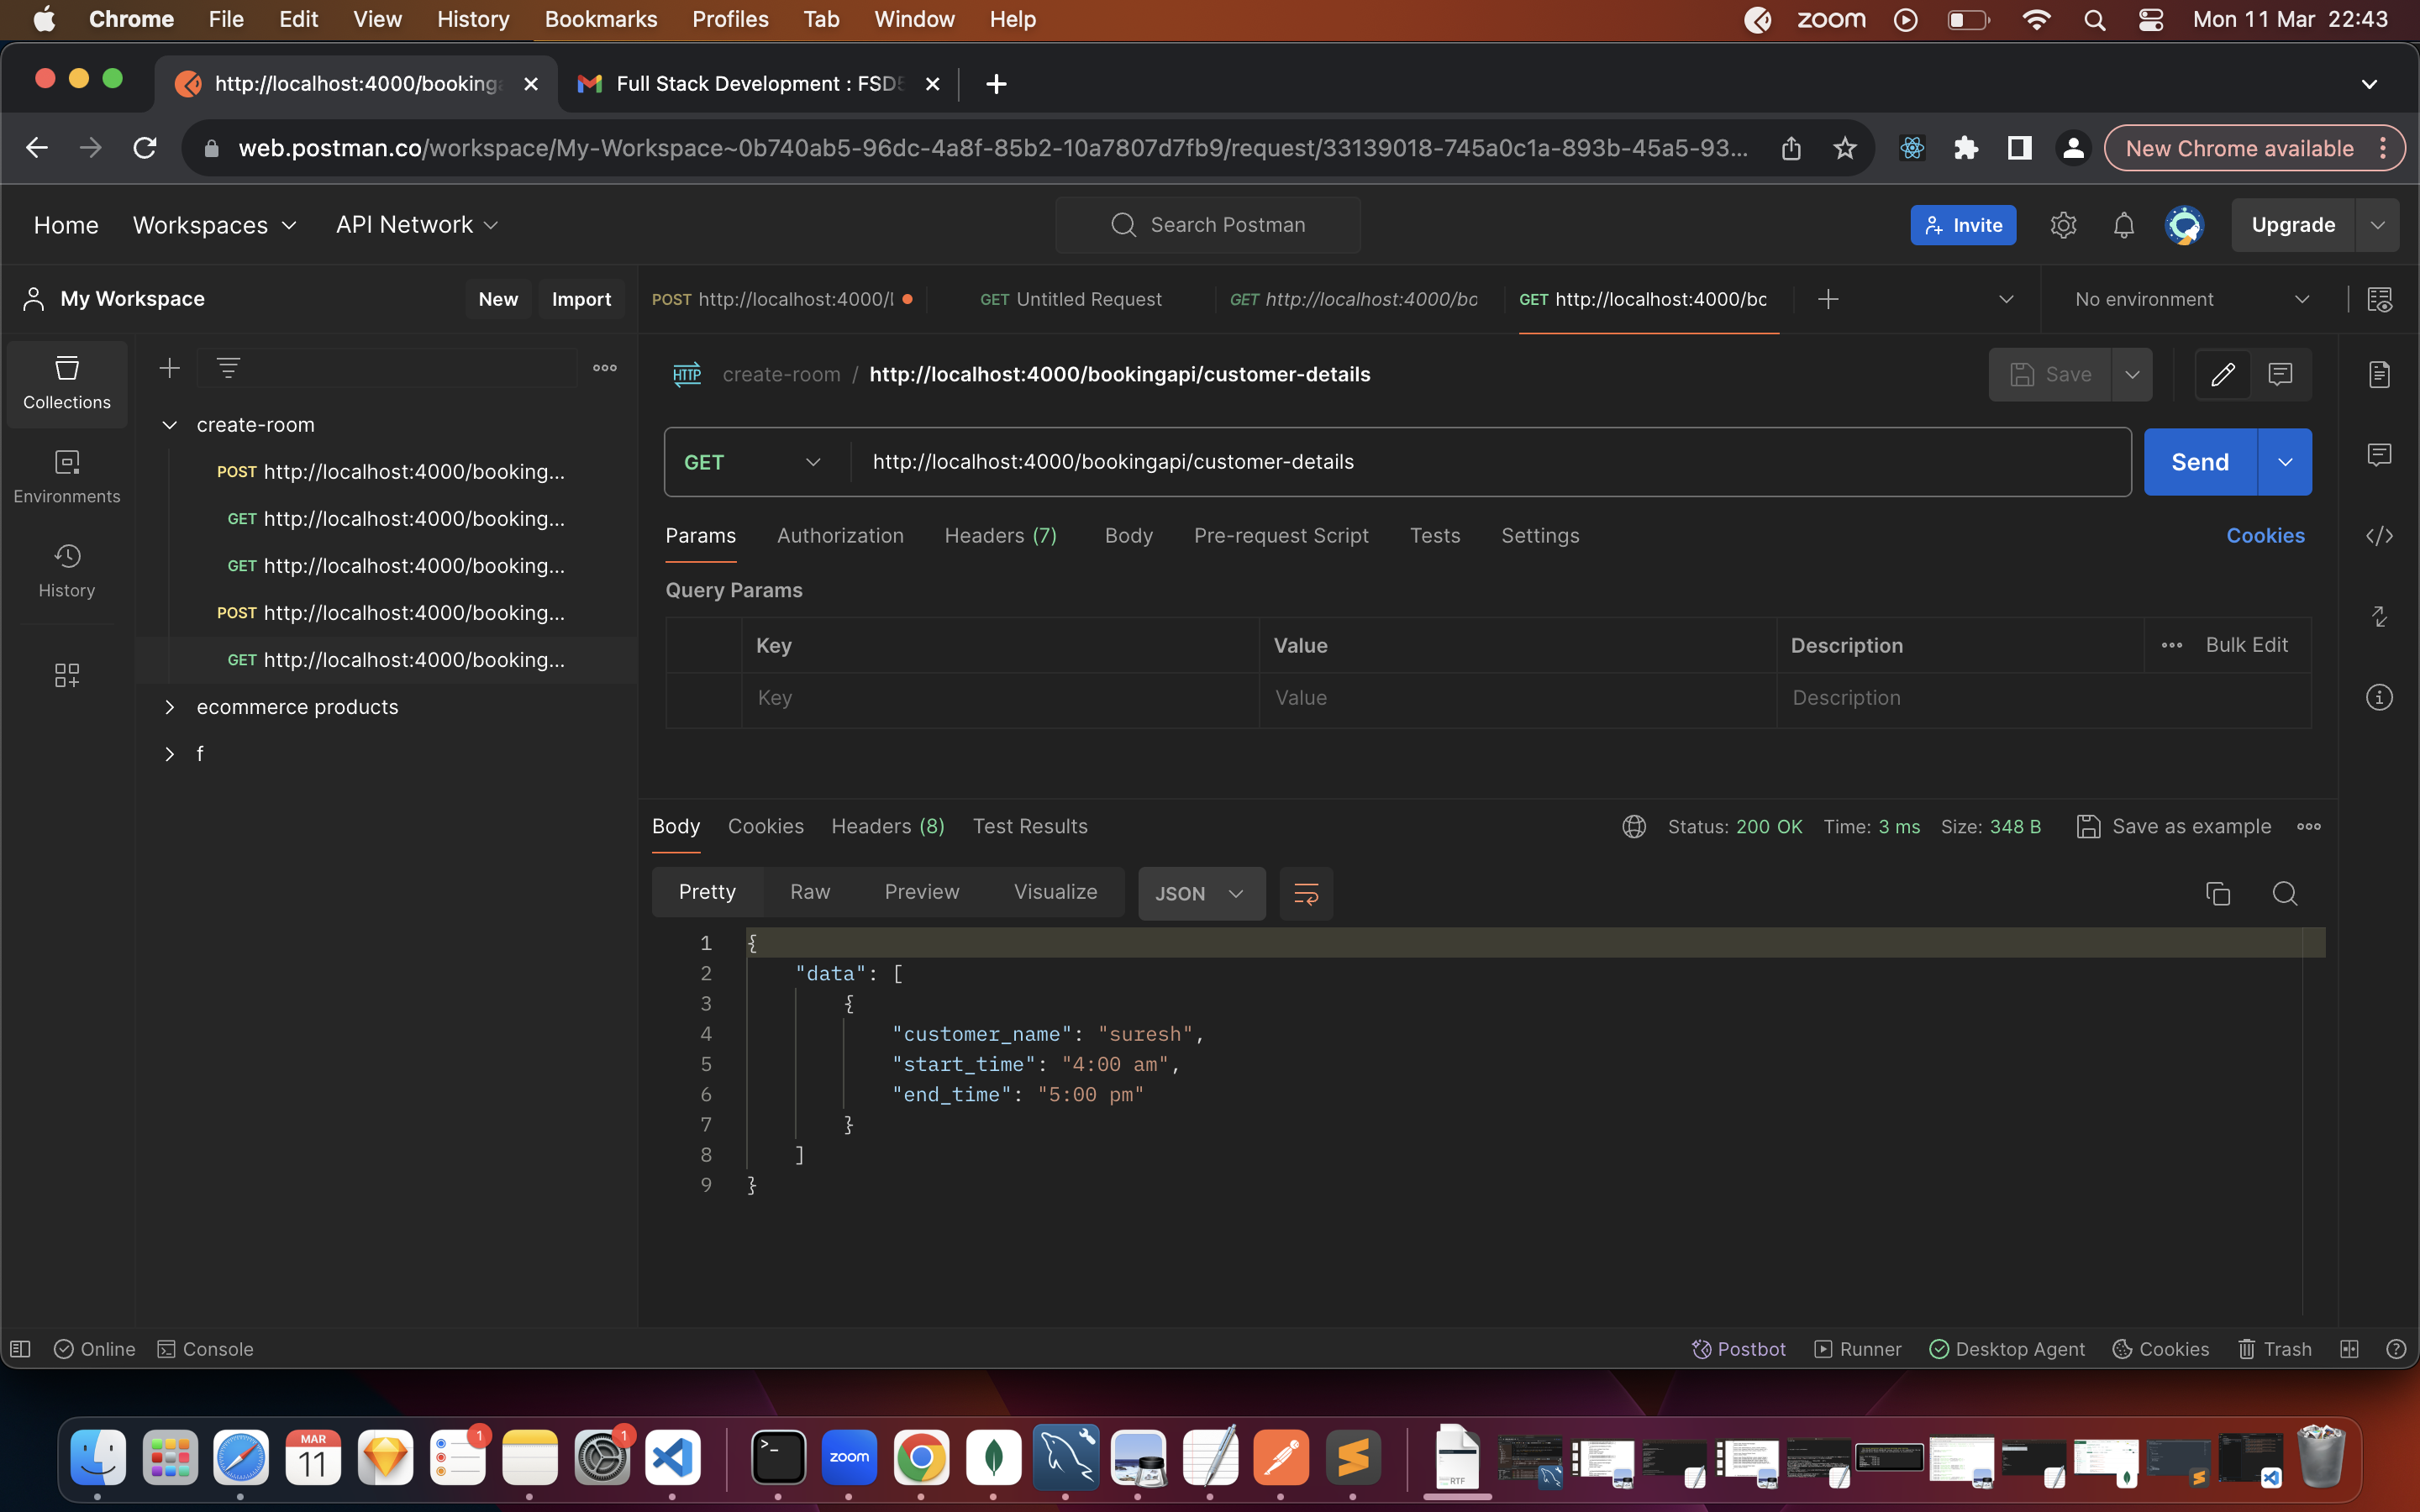 Chrome File Edit View History Bookmarks Profiles Tab Window Help zoom Mon 11 Mar 22:43
http://localhost:4000/booking Full Stack Development : FSD5
web.postman.co/workspace/My-Workspace~0b740ab5-96dc-4a8f-85b2-10a7807d7fb9/request/33139018-745a0c1a-893b-45a5-93... New Chrome available
Home Workspaces API Network Search Postman Invite Upgrade
My Workspace New Import POST http://localhost:4000/l GET Untitled Request GET http://localhost:4000/bc GET http://localhost:4000/bc No environment
Collections
Environments
History
create-room
POST http://localhost:4000/booking...
GET http://localhost:4000/booking...
GET http://localhost:4000/booking...
POST http://localhost:4000/booking...
GET http://localhost:4000/booking...
ecommerce products
f
HTTP create-room / http://localhost:4000/bookingapi/customer-details Save
GET http://localhost:4000/bookingapi/customer-details Send
Params Authorization Headers (7) Body Pre-request Script Tests Settings Cookies
Query Params
Key Value Description Bulk Edit
Key Value Description
Body Cookies Headers (8) Test Results Status: 200 OK Time: 3 ms Size: 348 B Save as example
Pretty Raw Preview Visualize JSON
1 {
2 "data": [
3 {
4 "customer_name": "suresh",
5 "start_time": "4:00 am",
6 "end_time": "5:00 pm"
7 }
8 ]
9 }
Online Console Postbot Runner Desktop Agent Cookies Trash
MAR
11
1
1
zoom
RTF